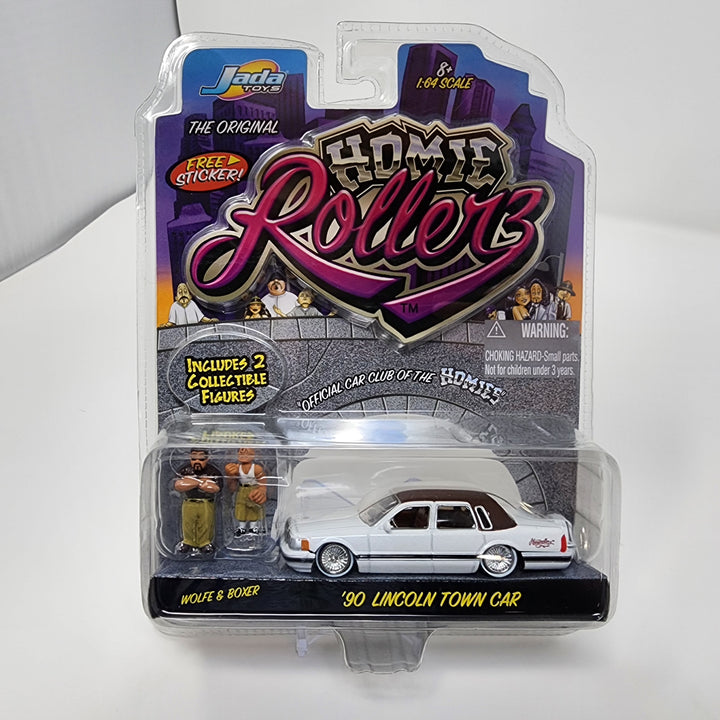 Jada
TOYS
8+
1:64 SCALE
THE ORIGINAL
FREE
STICKER!
HOMIE
Rollerz
TM
WARNING:
CHOKING HAZARD-Small parts.
Not for children under 3 years.
INCLUDES 2
COLLECTIBLE
FIGURES
"OFFICIAL CAR CLUB OF THE HOMIES"
WOLFE & BOXER
'90 LINCOLN TOWN CAR